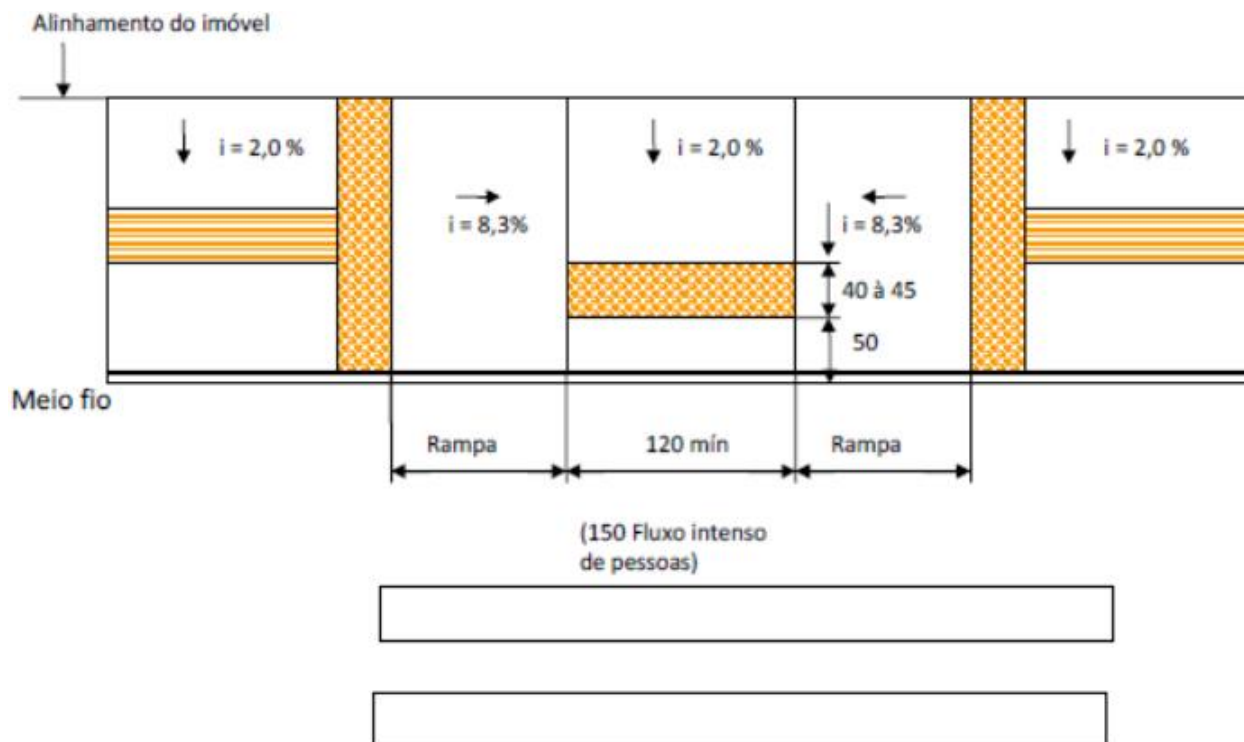 Alinhamento do imóvel
i = 2,0 %
i = 2,0 %
i = 2,0 %
i = 8,3%
i = 8,3%
40 à 45
50
Meio fio
Rampa
120 mín
Rampa
(150 Fluxo intenso
de pessoas)